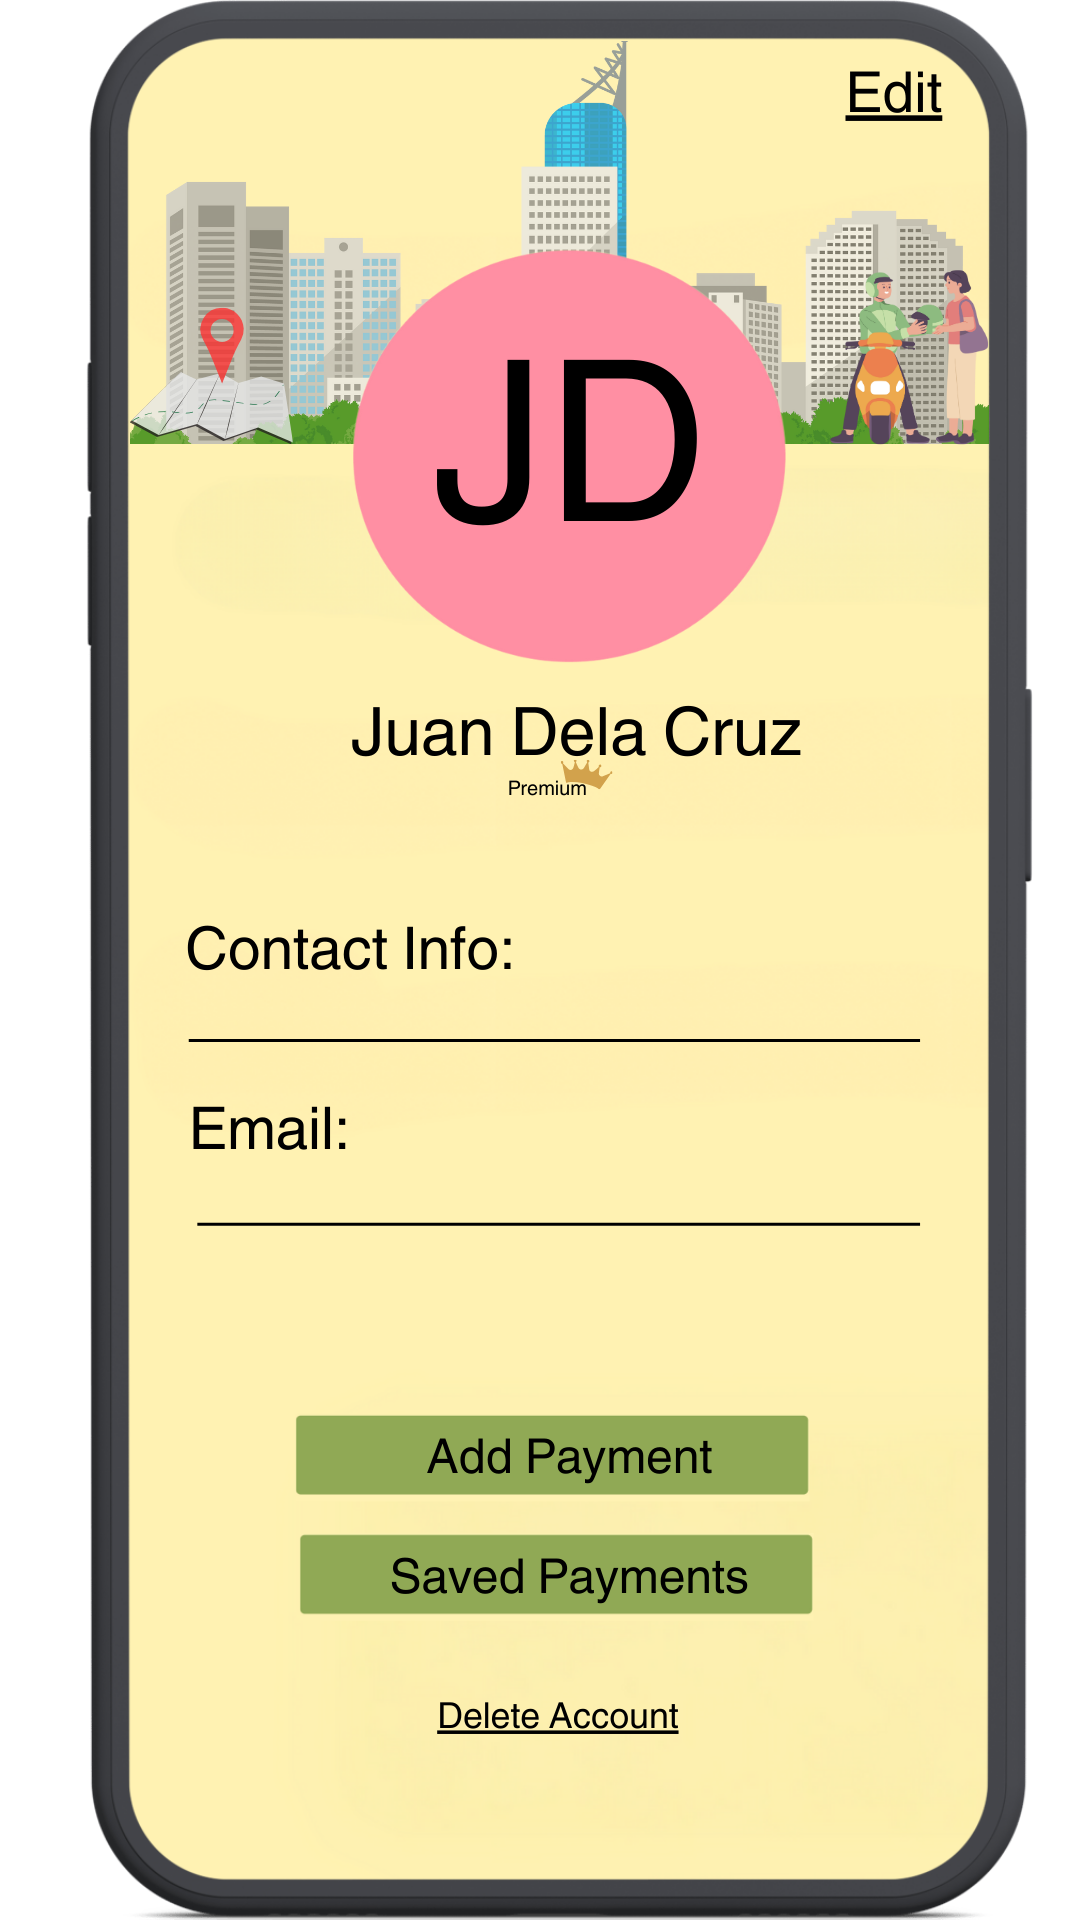 Edit
JD
Juan Dela Cruz
Premium
Contact Info:
Email:
Add Payment
Saved Payments
Delete Account